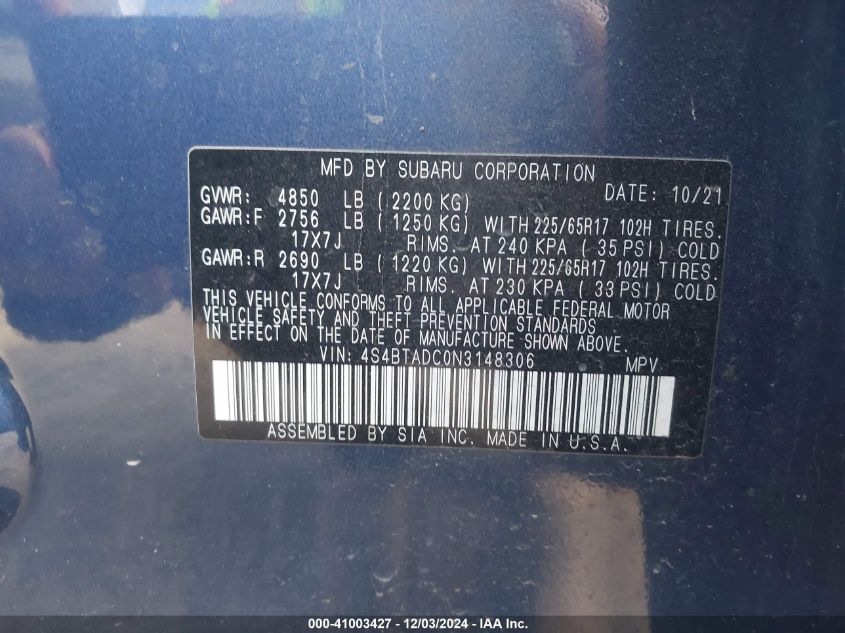 MFD BY SUBARU CORPORATION
DATE: 10/21
GVWR: 4850 LB ( 2200 KG)
GAWR:F 2756 LB ( 1250 KG) WITH 225/65R17 102H TIRES.
17X7J RIMS. AT 240 KPA ( 35 PSI) COLD
GAWR:R 2690 LB ( 1220 KG) WITH 225/65R17 102H TIRES.
17X7J RIMS. AT 230 KPA ( 33 PSI) COLD
THIS VEHICLE CONFORMS TO ALL APPLICABLE FEDERAL MOTOR
VEHICLE SAFETY AND THEFT PREVENTION STANDARDS
IN EFFECT ON THE DATE OF MANUFACTURE SHOWN ABOVE.
VIN: 4S4BTADC0N3148306 MPV
ASSEMBLED BY SIA INC. MADE IN U.S.A.
000-41003427 - 12/03/2024 - IAA Inc.